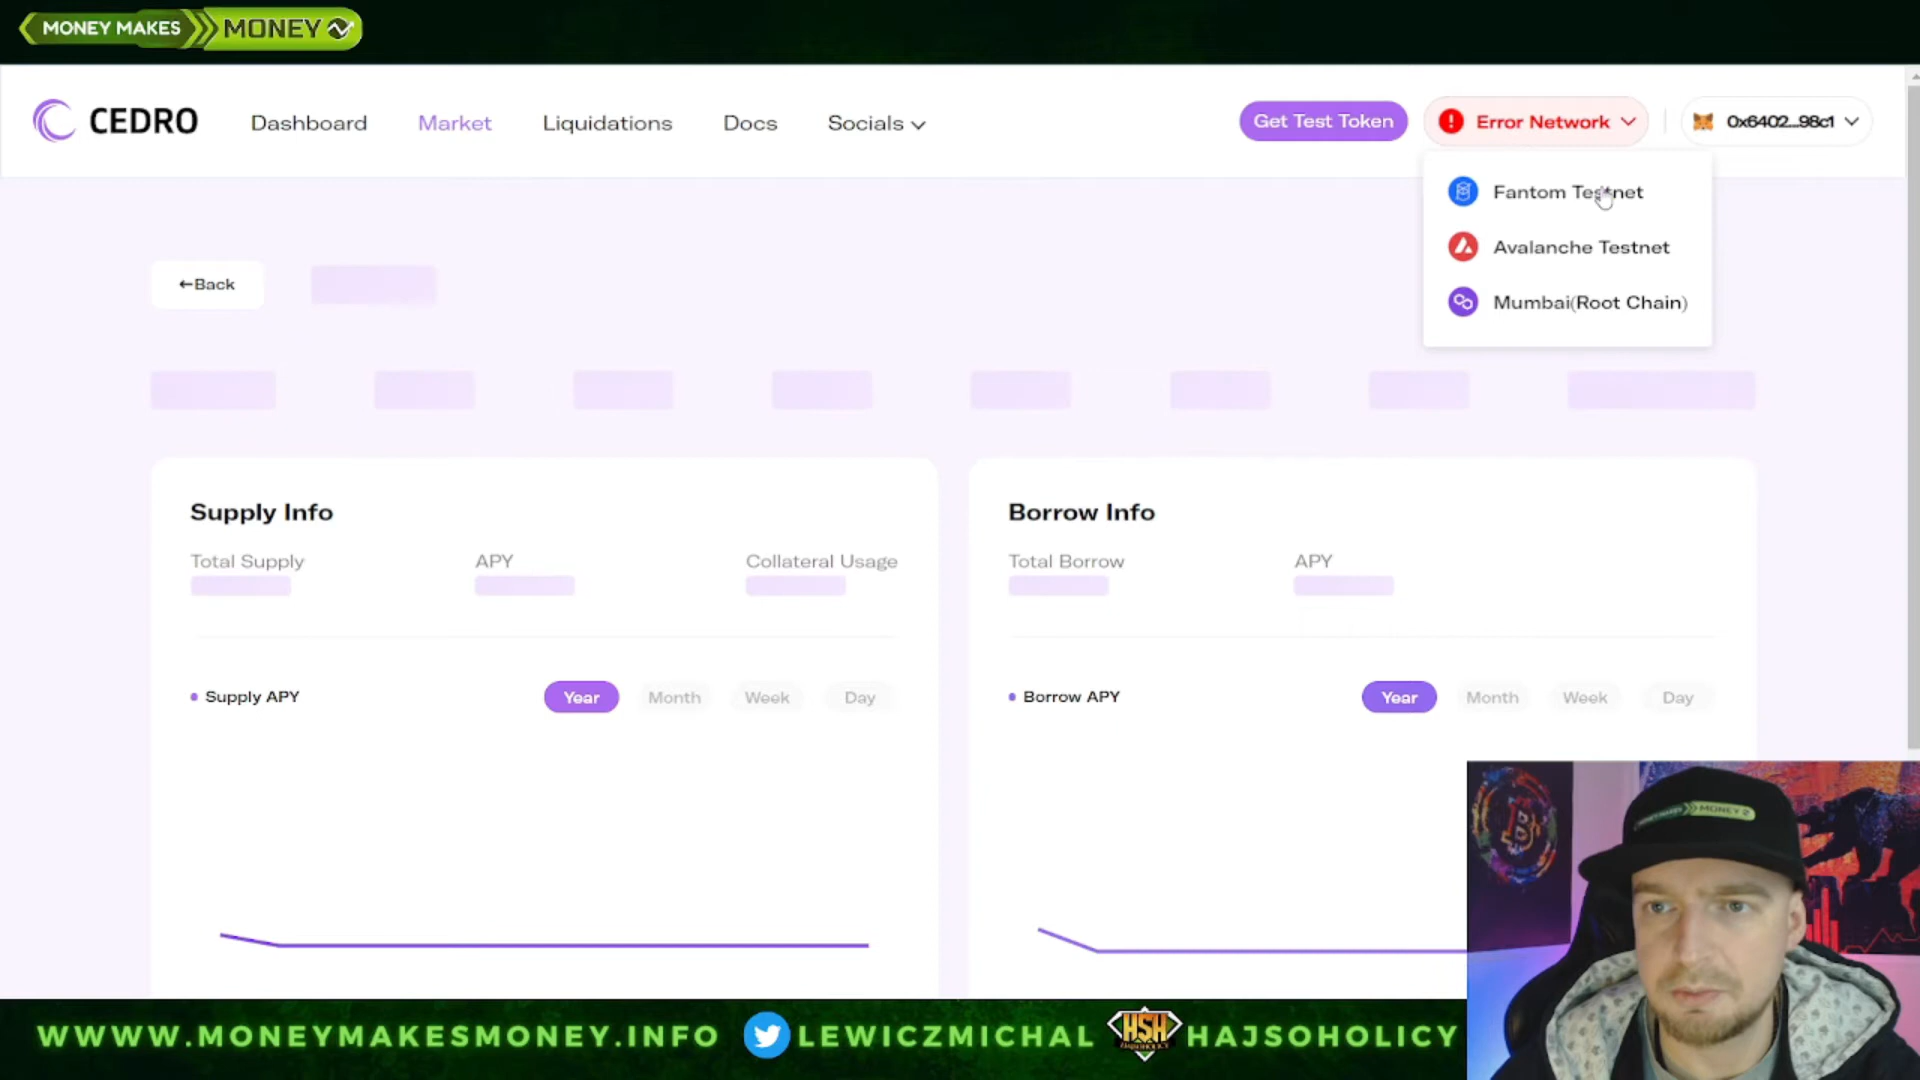 MONEY MAKES MONEY
CEDRO
Dashboard
Market
Liquidations
Docs
Socials
Get Test Token
Error Network
0x6402...98c1
Fantom Testnet
Avalanche Testnet
Mumbai(Root Chain)
←Back
Supply Info
Total Supply
APY
Collateral Usage
Supply APY
Year
Month
Week
Day
Borrow Info
Total Borrow
APY
Borrow APY
Year
Month
Week
Day
MONEY
WWWW.MONEYMAKESMONEY.INFO
LEWICZMICHAL
HSH
HAJSOHOLICY